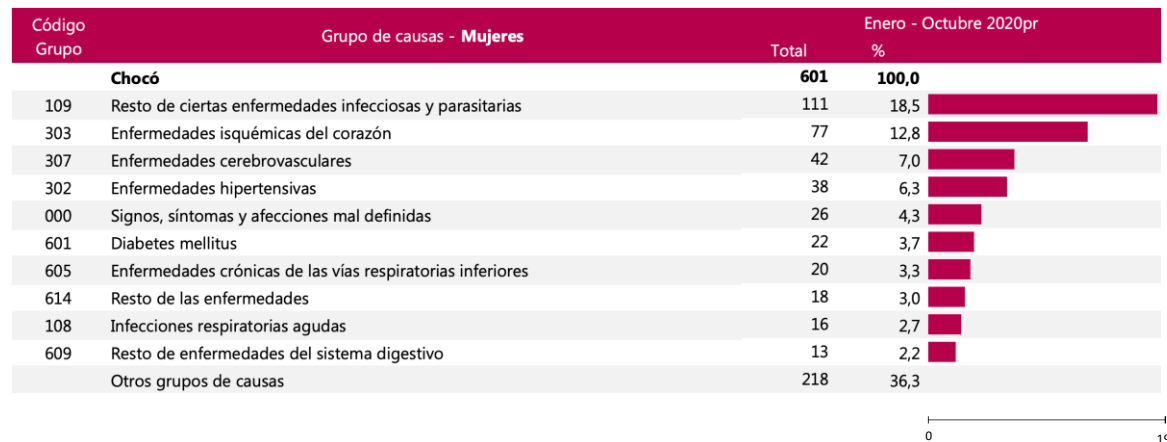 Código Grupo Grupo de causas - Mujeres Enero - Octubre 2020pr
Total %
Chocó 601 100,0
109 Resto de ciertas enfermedades infecciosas y parasitarias 111 18,5
303 Enfermedades isquémicas del corazón 77 12,8
307 Enfermedades cerebrovasculares 42 7,0
302 Enfermedades hipertensivas 38 6,3
000 Signos, síntomas y afecciones mal definidas 26 4,3
601 Diabetes mellitus 22 3,7
605 Enfermedades crónicas de las vías respiratorias inferiores 20 3,3
614 Resto de las enfermedades 18 3,0
108 Infecciones respiratorias agudas 16 2,7
609 Resto de enfermedades del sistema digestivo 13 2,2
Otros grupos de causas 218 36,3
0